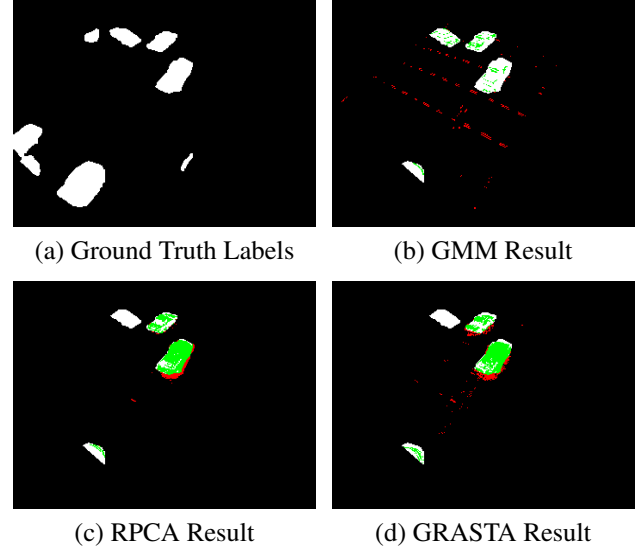 (a) Ground Truth Labels
(b) GMM Result
(c) RPCA Result
(d) GRASTA Result